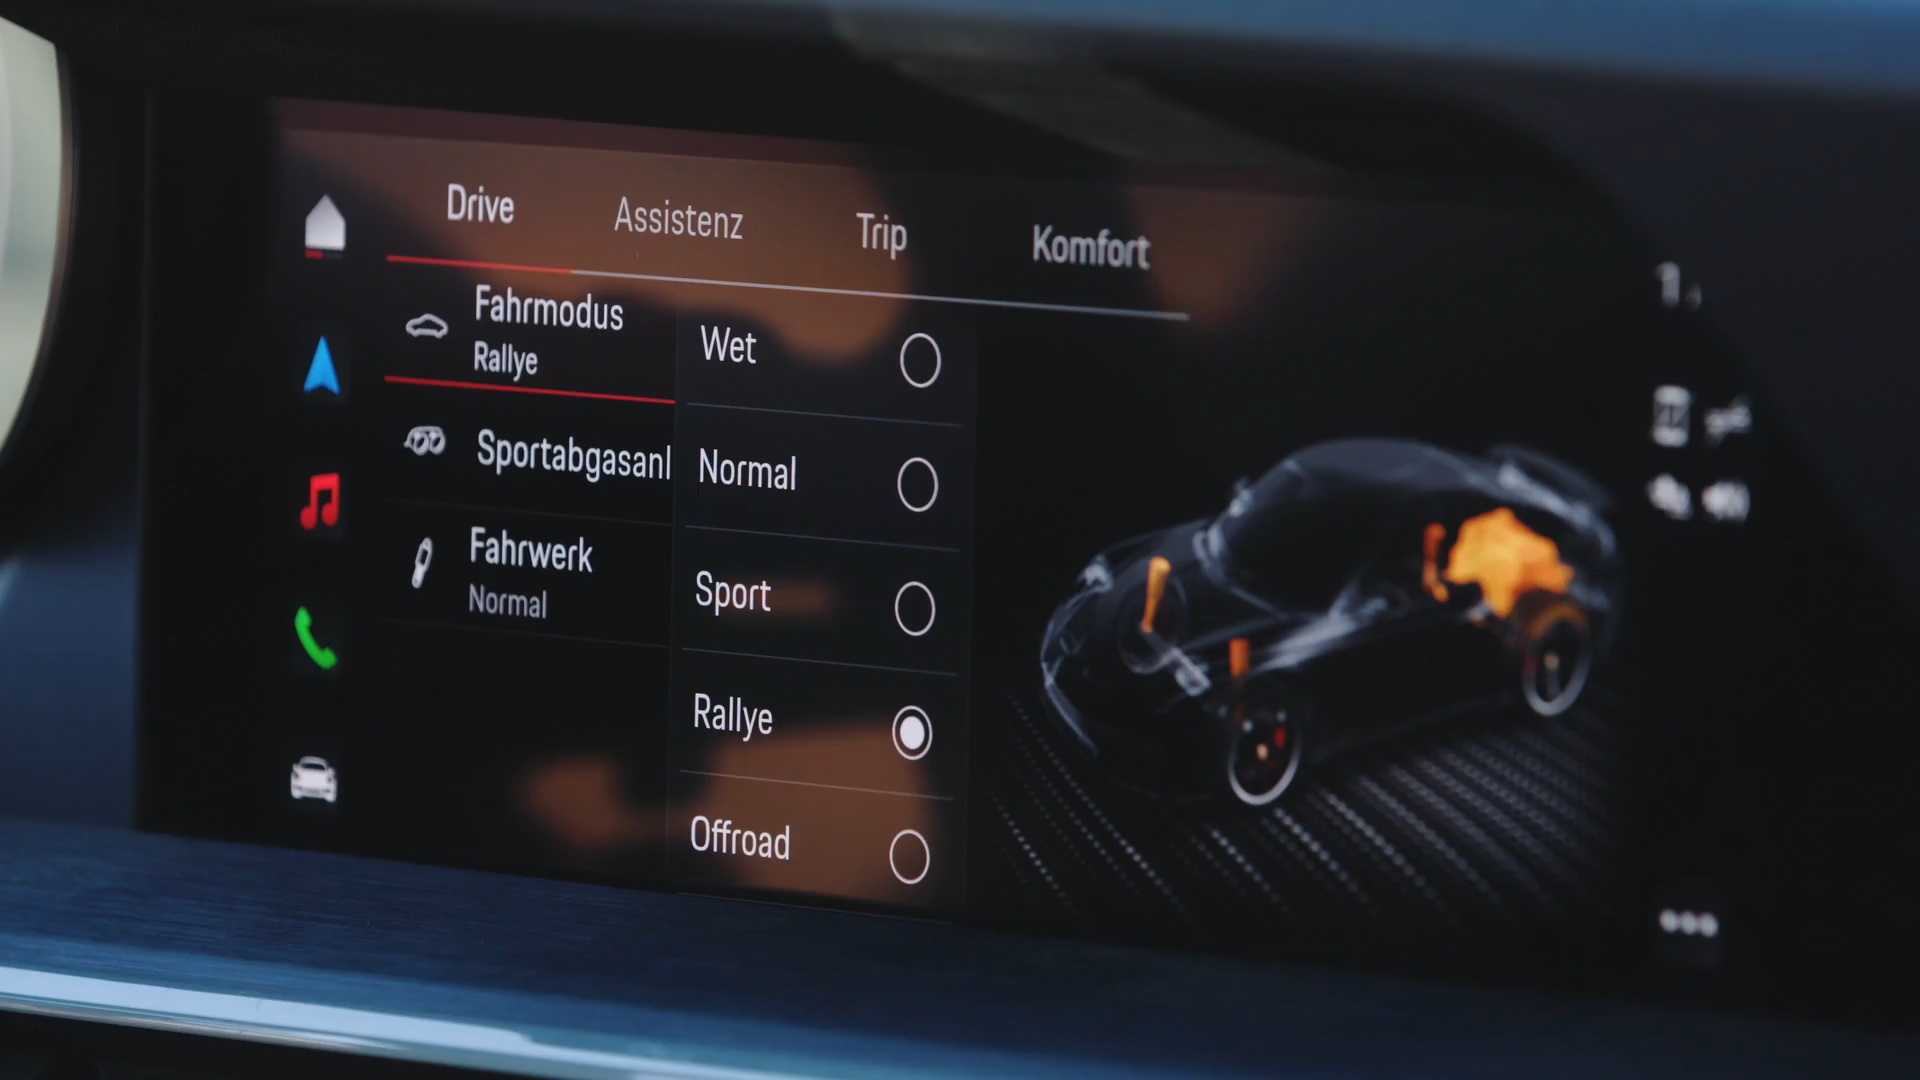 Drive Assistenz Trip Komfort
Fahrmodus
Rallye
Sportabgasanl
Fahrwerk
Normal
Wet
Normal
Sport
Rallye
Offroad